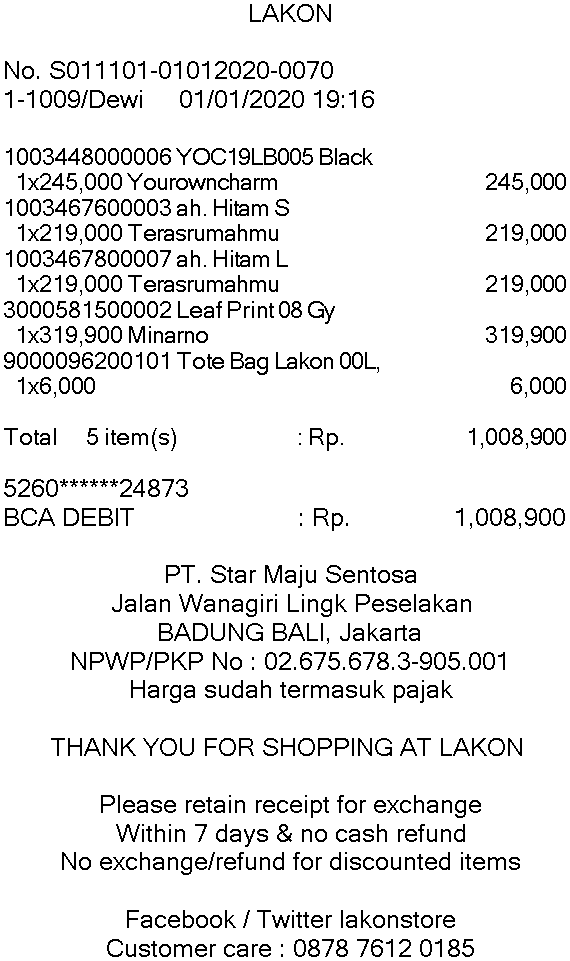 LAKON
No. S011101-01012020-0070
1-1009/Dewi 01/01/2020 19:16
1003448000006 YOC19LB005 Black
1x245,000 Yourowncharm 245,000
1003467600003 ah. Hitam S
1x219,000 Terasrumahmu 219,000
1003467800007 ah. Hitam L
1x219,000 Terasrumahmu 219,000
3000581500002 Leaf Print 08 Gy
1x319,900 Minarno 319,900
9000096200101 Tote Bag Lakon 00L,
1x6,000 6,000
Total 5 item(s) : Rp. 1,008,900
5260******24873
BCA DEBIT : Rp. 1,008,900
PT. Star Maju Sentosa
Jalan Wanagiri Lingk Peselakan
BADUNG BALI, Jakarta
NPWP/PKP No : 02.675.678.3-905.001
Harga sudah termasuk pajak
THANK YOU FOR SHOPPING AT LAKON
Please retain receipt for exchange
Within 7 days & no cash refund
No exchange/refund for discounted items
Facebook / Twitter lakonstore
Customer care : 0878 7612 0185